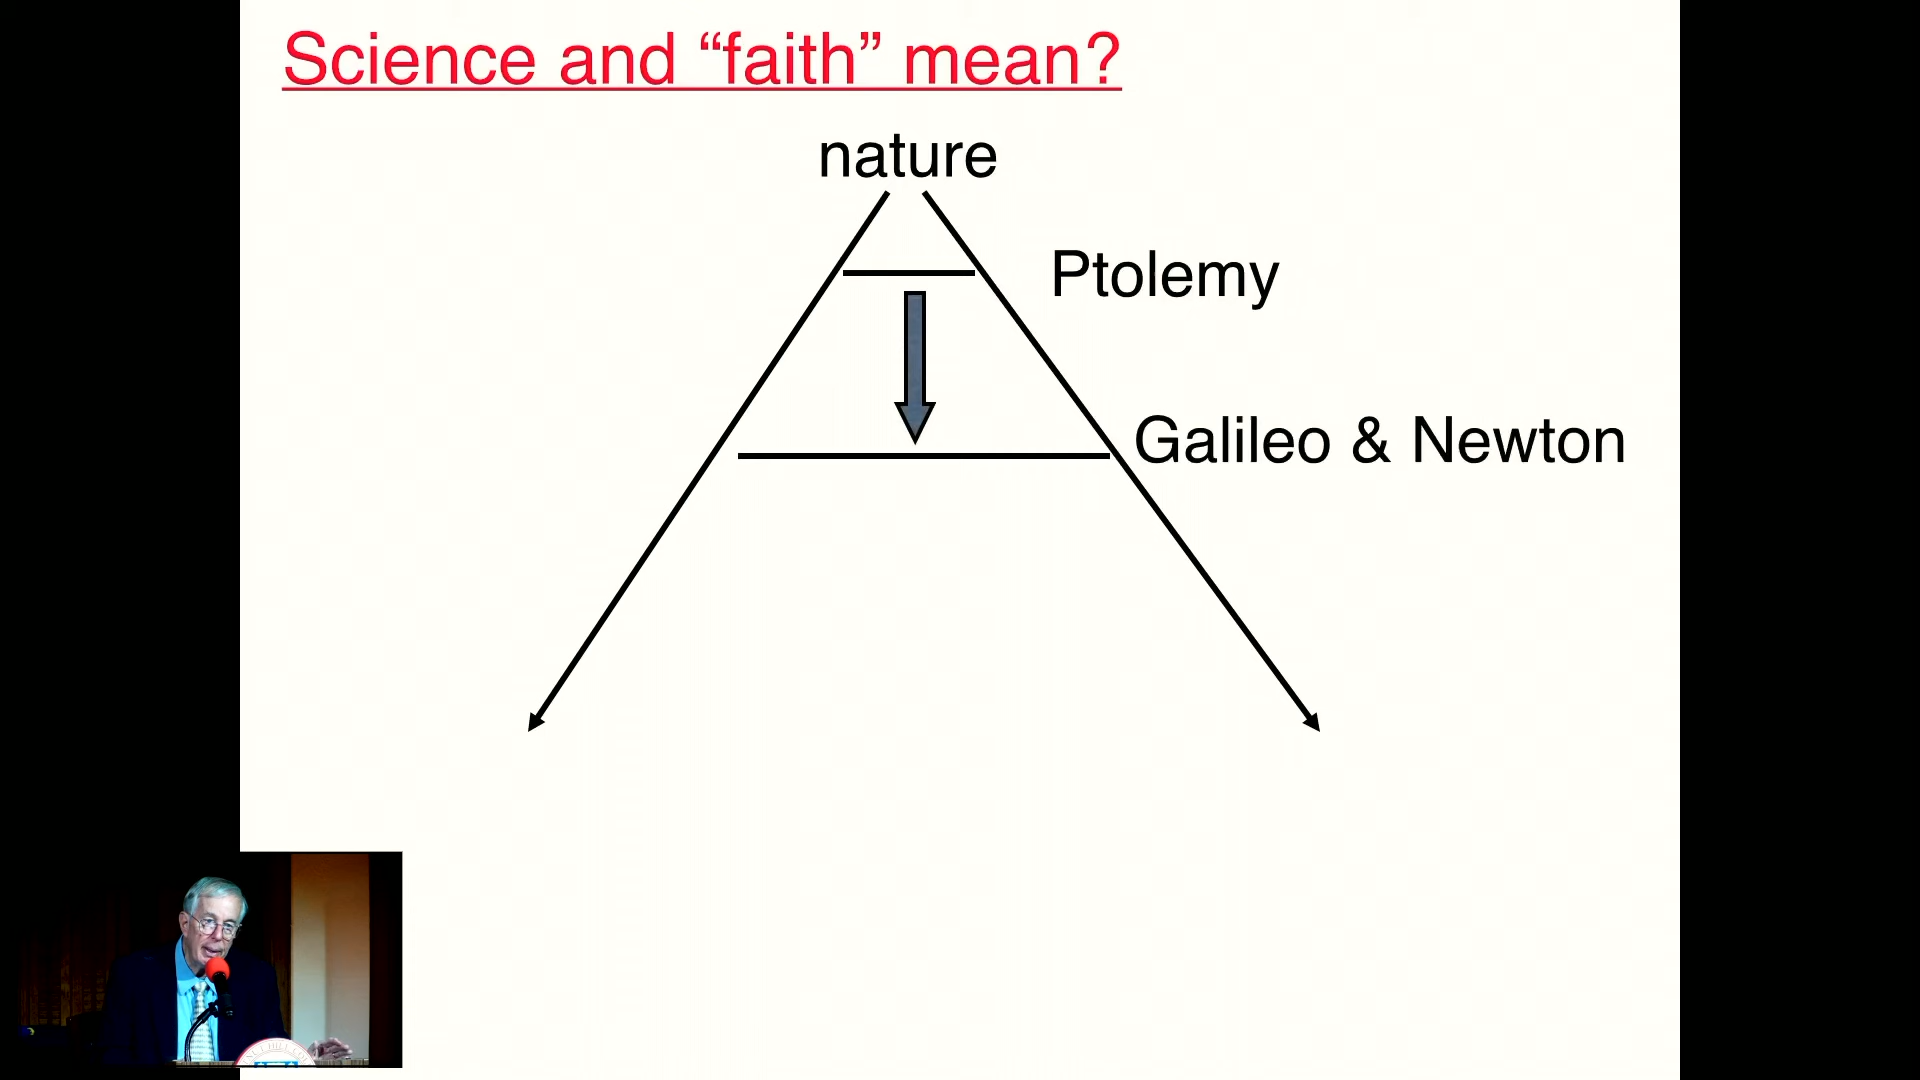 Science and “faith” mean?
nature
Ptolemy
Galileo & Newton